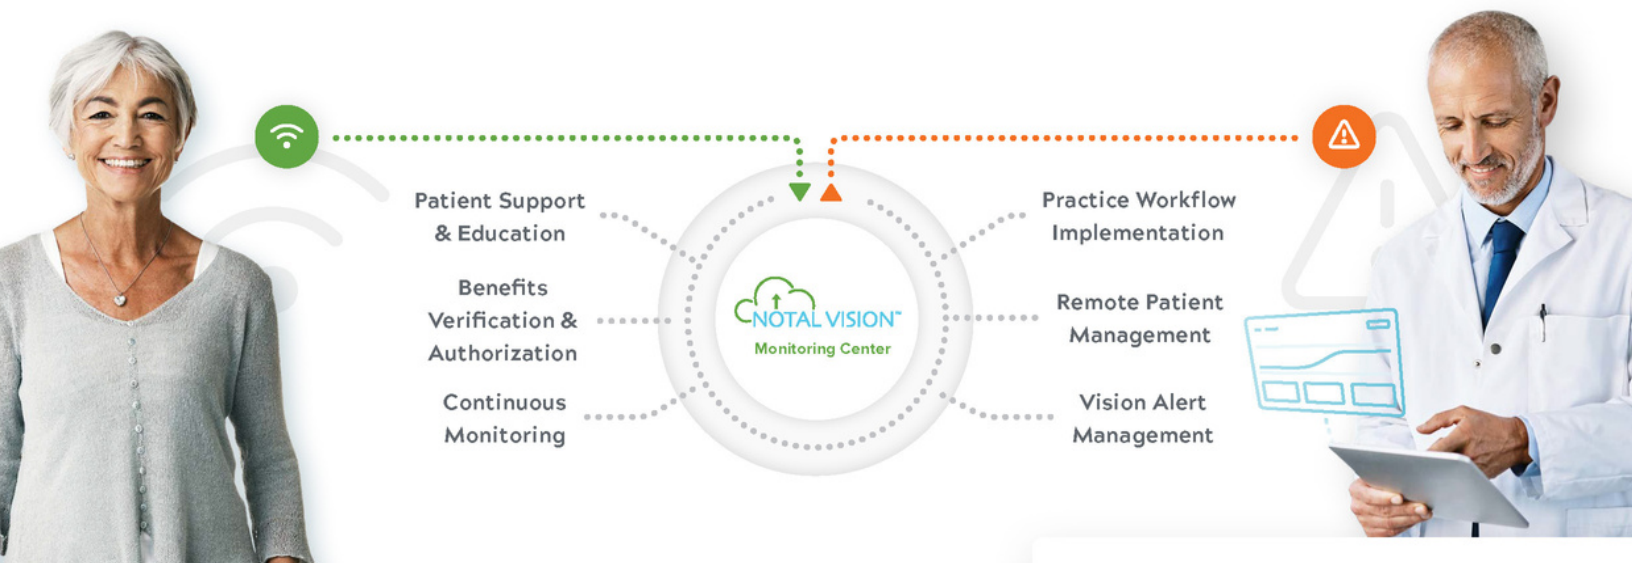 Patient Support
& Education
Benefits
Verification &
Authorization
Continuous
Monitoring
NOTAL VISION™
Monitoring Center
Practice Workflow
Implementation
Remote Patient
Management
Vision Alert
Management